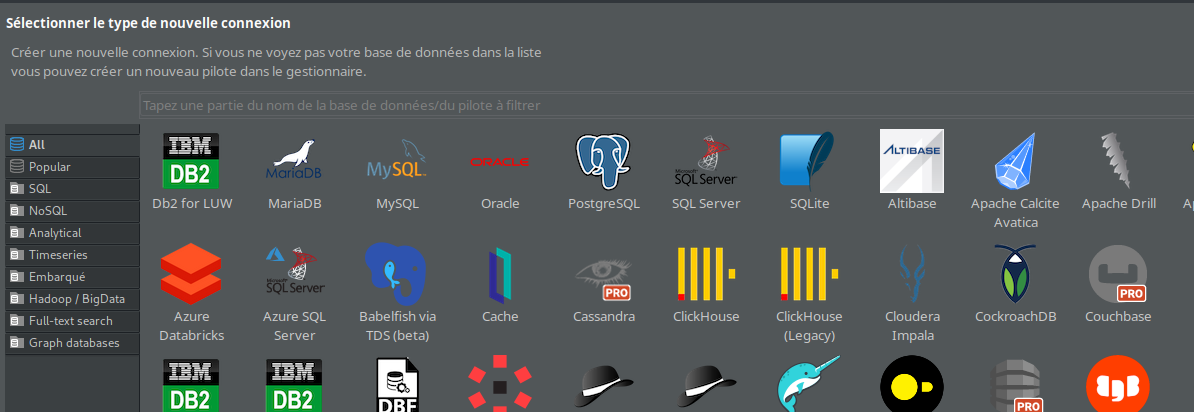 Sélectionner le type de nouvelle connexion
Créer une nouvelle connexion. Si vous ne voyez pas votre base de données dans la liste
vous pouvez créer un nouveau pilote dans le gestionnaire.
Tapez une partie du nom de la base de données/du pilote à filtrer
All
Popular
SQL
NoSQL
Analytical
Timeseries
Embarqué
Hadoop / BigData
Full-text search
Graph databases
IBM
DB2
MariaDB
MySQL
ORACLE
Microsoft
SQL Server
ALTIBASE
Db2 for LUW
MariaDB
MySQL
Oracle
PostgreSQL
SQL Server
SQLite
Altibase
Apache Calcite
Avatica
Apache Drill
Microsoft
SQL Server
PRO
PRO
Azure
Databricks
Azure SQL
Server
Babelfish via
TDS (beta)
Cache
Cassandra
ClickHouse
ClickHouse
(Legacy)
Cloudera
Impala
CockroachDB
Couchbase
IBM
DB2
IBM
DB2
DBF
PRO